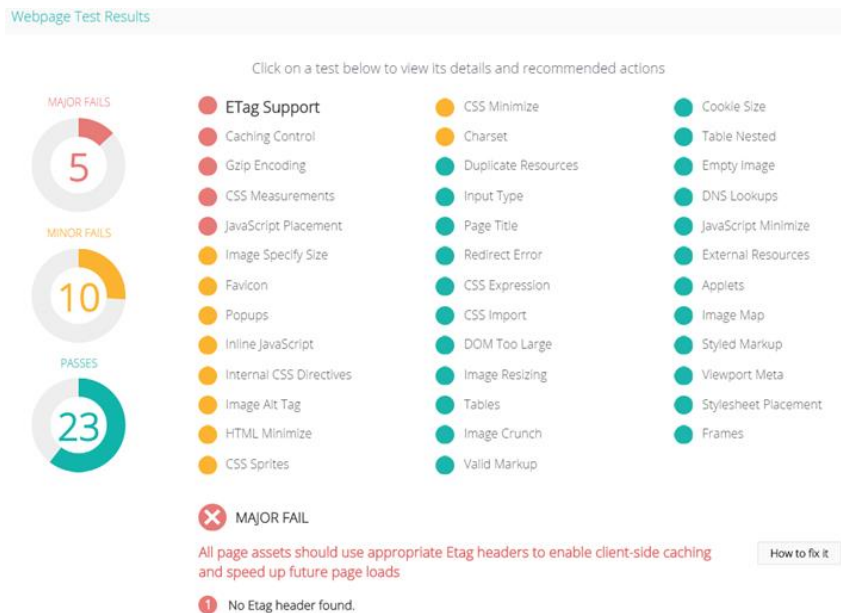 Webpage Test Results
Click on a test below to view its details and recommended actions
MAJOR FAILS
5
MINOR FAILS
10
PASSES
23
ETag Support
Caching Control
Gzip Encoding
CSS Measurements
JavaScript Placement
Image Specify Size
Favicon
Popups
Inline JavaScript
Internal CSS Directives
Image Alt Tag
HTML Minimize
CSS Sprites
CSS Minimize
Charset
Duplicate Resources
Input Type
Page Title
Redirect Error
CSS Expression
CSS Import
DOM Too Large
Image Resizing
Tables
Image Crunch
Valid Markup
Cookie Size
Table Nested
Empty Image
DNS Lookups
JavaScript Minimize
External Resources
Applets
Image Map
Styled Markup
Viewport Meta
Stylesheet Placement
Frames
MAJOR FAIL
All page assets should use appropriate Etag headers to enable client-side caching
and speed up future page loads
How to fix it
1 No Etag header found.